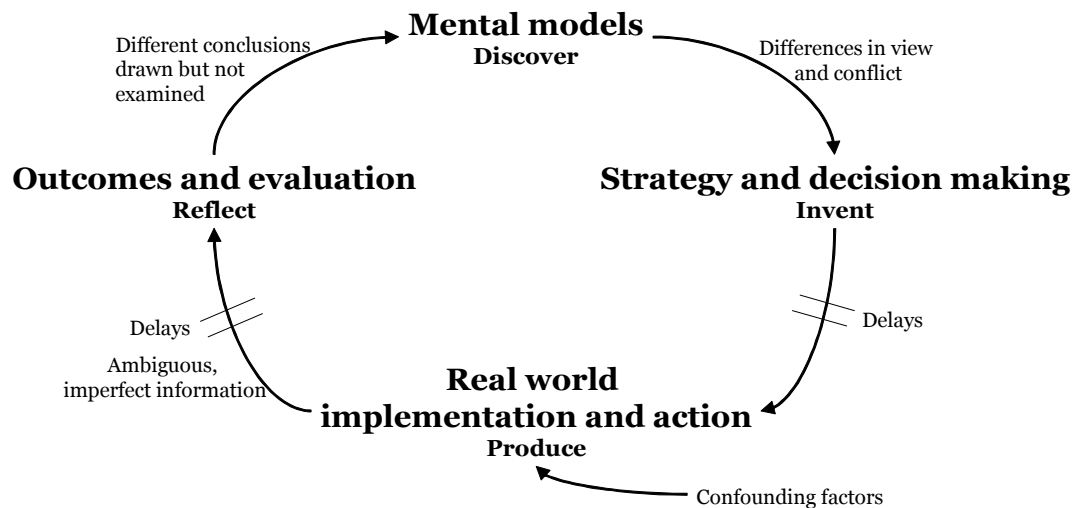 Mental models
Discover
Different conclusions
drawn but not
examined
Differences in view
and conflict
Outcomes and evaluation
Reflect
Strategy and decision making
Invent
Delays
Ambiguous,
imperfect information
Delays
Real world
implementation and action
Produce
Confounding factors